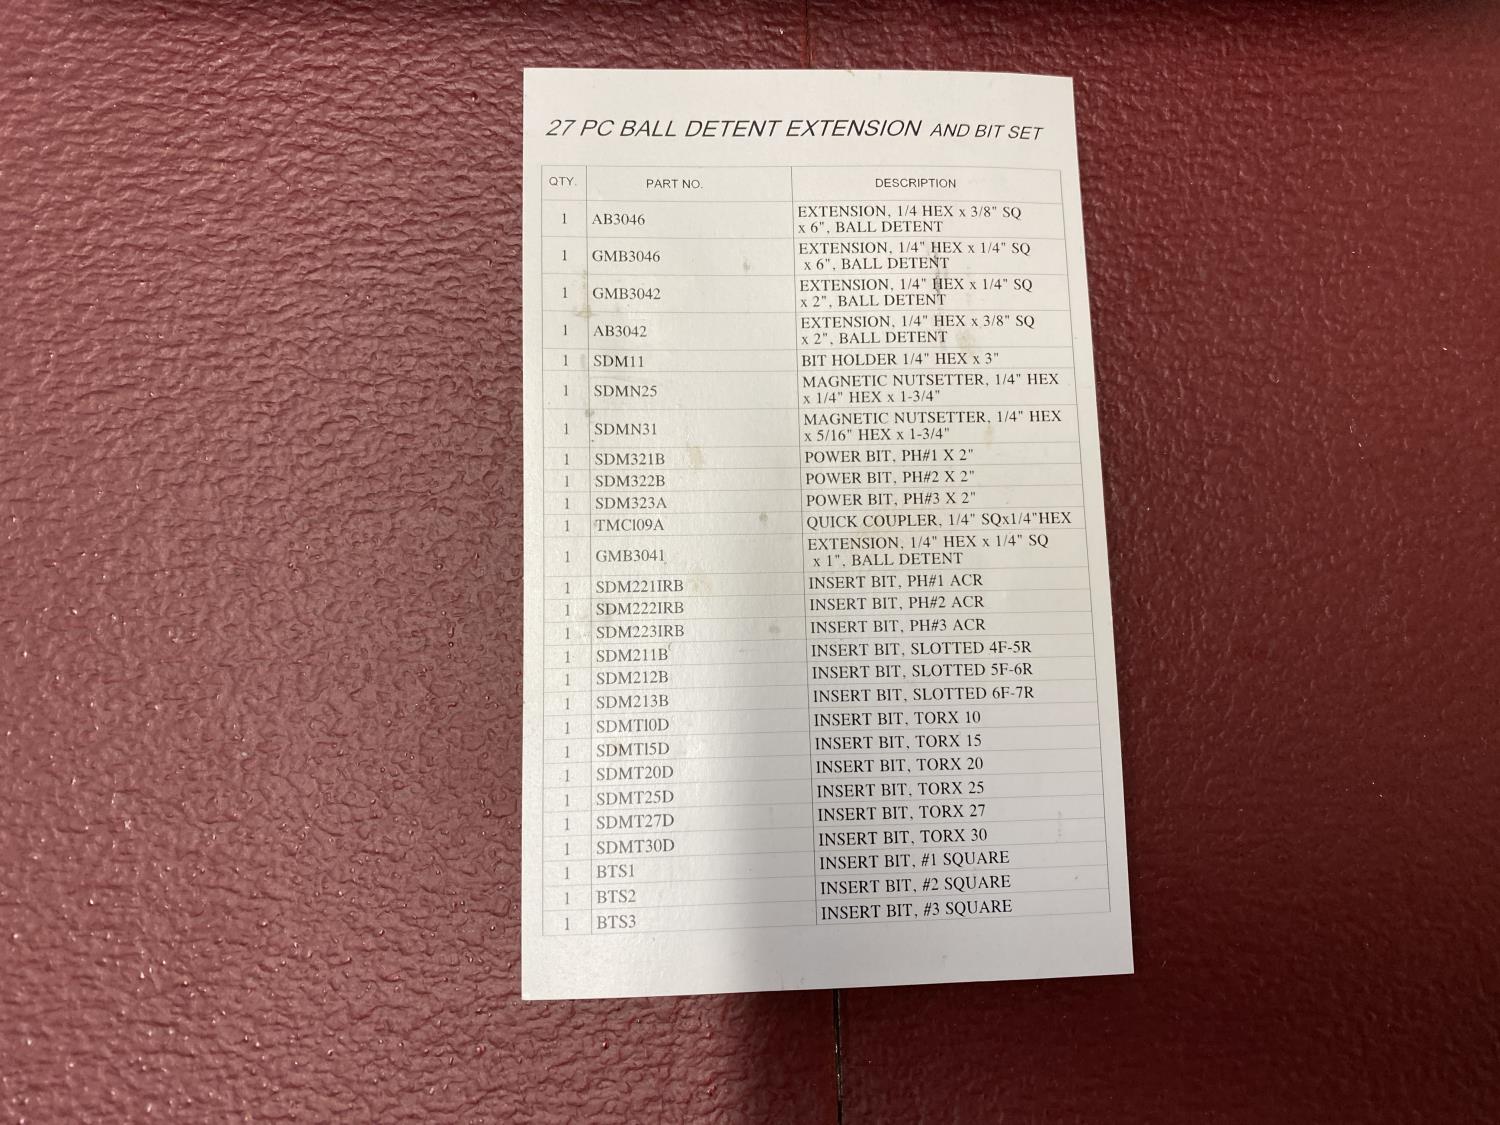 27 PC BALL DETENT EXTENSION AND BIT SET
QTY. PART NO. DESCRIPTION
1 AB3046 EXTENSION, 1/4 HEX x 3/8" SQ
x 6", BALL DETENT
1 GMB3046 EXTENSION, 1/4" HEX x 1/4" SQ
x 6", BALL DETENT
1 GMB3042 EXTENSION, 1/4" HEX x 1/4" SQ
x 2", BALL DETENT
1 AB3042 EXTENSION, 1/4" HEX x 3/8" SQ
x 2", BALL DETENT
1 SDM11 BIT HOLDER 1/4" HEX x 3"
1 SDMN25 MAGNETIC NUTSETTER, 1/4" HEX
x 1/4" HEX x 1-3/4"
1 SDMN31 MAGNETIC NUTSETTER, 1/4" HEX
x 5/16" HEX x 1-3/4"
1 SDM321B POWER BIT, PH#1 X 2"
1 SDM322B POWER BIT, PH#2 X 2"
1 SDM323A POWER BIT, PH#3 X 2"
1 TMCl09A QUICK COUPLER, 1/4" SQx1/4"HEX
1 GMB3041 EXTENSION, 1/4" HEX x 1/4" SQ
x 1", BALL DETENT
1 SDM221IRB INSERT BIT, PH#1 ACR
1 SDM222IRB INSERT BIT, PH#2 ACR
1 SDM223IRB INSERT BIT, PH#3 ACR
1 SDM211B INSERT BIT, SLOTTED 4F-5R
1 SDM212B INSERT BIT, SLOTTED 5F-6R
1 SDM213B INSERT BIT, SLOTTED 6F-7R
1 SDMTl0D INSERT BIT, TORX 10
1 SDMTl5D INSERT BIT, TORX 15
1 SDMT20D INSERT BIT, TORX 20
1 SDMT25D INSERT BIT, TORX 25
1 SDMT27D INSERT BIT, TORX 27
1 SDMT30D INSERT BIT, TORX 30
1 BTS1 INSERT BIT, #1 SQUARE
1 BTS2 INSERT BIT, #2 SQUARE
1 BTS3 INSERT BIT, #3 SQUARE